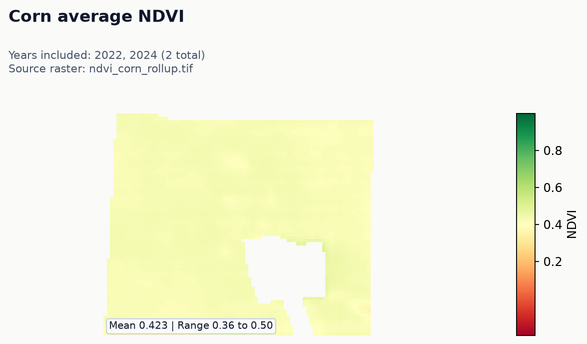 Corn average NDVI
Years included: 2022, 2024 (2 total)
Source raster: ndvi_corn_rollup.tif
0.8
0.6
0.4
0.2
NDVI
Mean 0.423 | Range 0.36 to 0.50